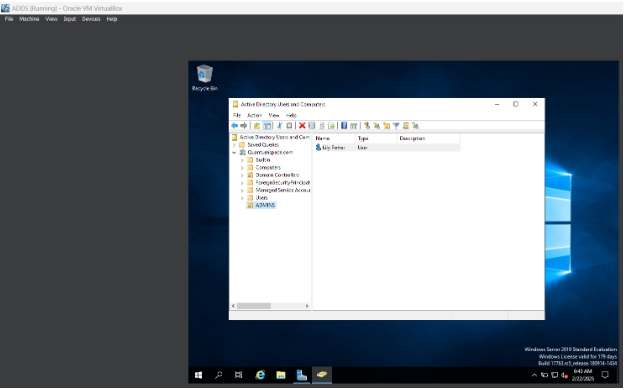 ADDS [Running] - Oracle VM VirtualBox
File Machine View Input Devices Help
Recycle Bin
Active Directory Users and Computers
File Action View Help
Active Directory Users and Com
Saved Queries
Quantumspace.com
Builtin
Computers
Domain Controllers
ForeignSecurityPrincipals
Managed Service Accou
Users
ADMINS
Name Type Description
Lily Potter User
Windows Server 2019 Standard Evaluation
Windows License valid for 179 days
Build 17763.rs5_release.180914-1434
8:43 AM
2/22/2025